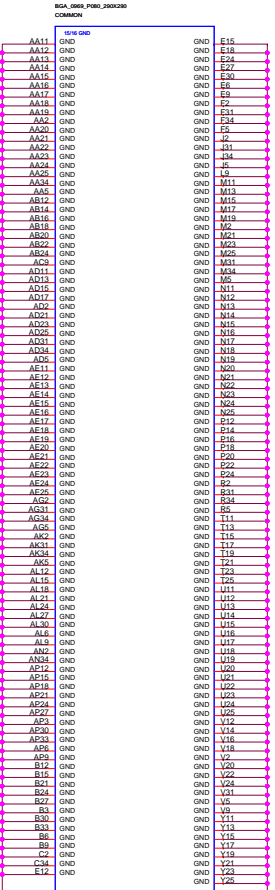 BGA_0969_P080_290X290
COMMON
15/16 GND
AA11 GND GND E15
AA12 GND GND E18
AA13 GND GND E24
AA14 GND GND E27
AA15 GND GND E30
AA16 GND GND E6
AA17 GND GND E9
AA18 GND GND F2
AA19 GND GND F31
AA2 GND GND F34
AA20 GND GND F5
AA21 GND GND J2
AA22 GND GND J31
AA23 GND GND J34
AA24 GND GND J5
AA25 GND GND L9
AA34 GND GND M11
AA5 GND GND M13
AB12 GND GND M15
AB14 GND GND M17
AB16 GND GND M19
AB18 GND GND M2
AB20 GND GND M21
AB22 GND GND M23
AB24 GND GND M25
AC9 GND GND M31
AD11 GND GND M34
AD13 GND GND M5
AD15 GND GND N11
AD17 GND GND N12
AD2 GND GND N13
AD21 GND GND N14
AD23 GND GND N15
AD25 GND GND N16
AD31 GND GND N17
AD34 GND GND N18
AD5 GND GND N19
AE11 GND GND N20
AE12 GND GND N21
AE13 GND GND N22
AE14 GND GND N23
AE15 GND GND N24
AE16 GND GND N25
AE17 GND GND P12
AE18 GND GND P14
AE19 GND GND P16
AE20 GND GND P18
AE21 GND GND P20
AE22 GND GND P22
AE23 GND GND P24
AE24 GND GND R2
AE25 GND GND R31
AG2 GND GND R34
AG31 GND GND R5
AG34 GND GND T11
AG5 GND GND T13
AK2 GND GND T15
AK31 GND GND T17
AK34 GND GND T19
AK5 GND GND T21
AL12 GND GND T23
AL15 GND GND T25
AL18 GND GND U11
AL21 GND GND U12
AL24 GND GND U13
AL27 GND GND U14
AL30 GND GND U15
AL6 GND GND U16
AL9 GND GND U17
AN2 GND GND U18
AN34 GND GND U19
AP12 GND GND U20
AP15 GND GND U21
AP18 GND GND U22
AP21 GND GND U23
AP24 GND GND U24
AP27 GND GND U25
AP3 GND GND V12
AP30 GND GND V14
AP33 GND GND V16
AP6 GND GND V18
AP9 GND GND V2
B12 GND GND V20
B15 GND GND V22
B21 GND GND V24
B24 GND GND V31
B27 GND GND V5
B3 GND GND V9
B30 GND GND Y11
B33 GND GND Y13
B6 GND GND Y15
B9 GND GND Y17
C2 GND GND Y19
C34 GND GND Y21
E12 GND GND Y23
GND Y25